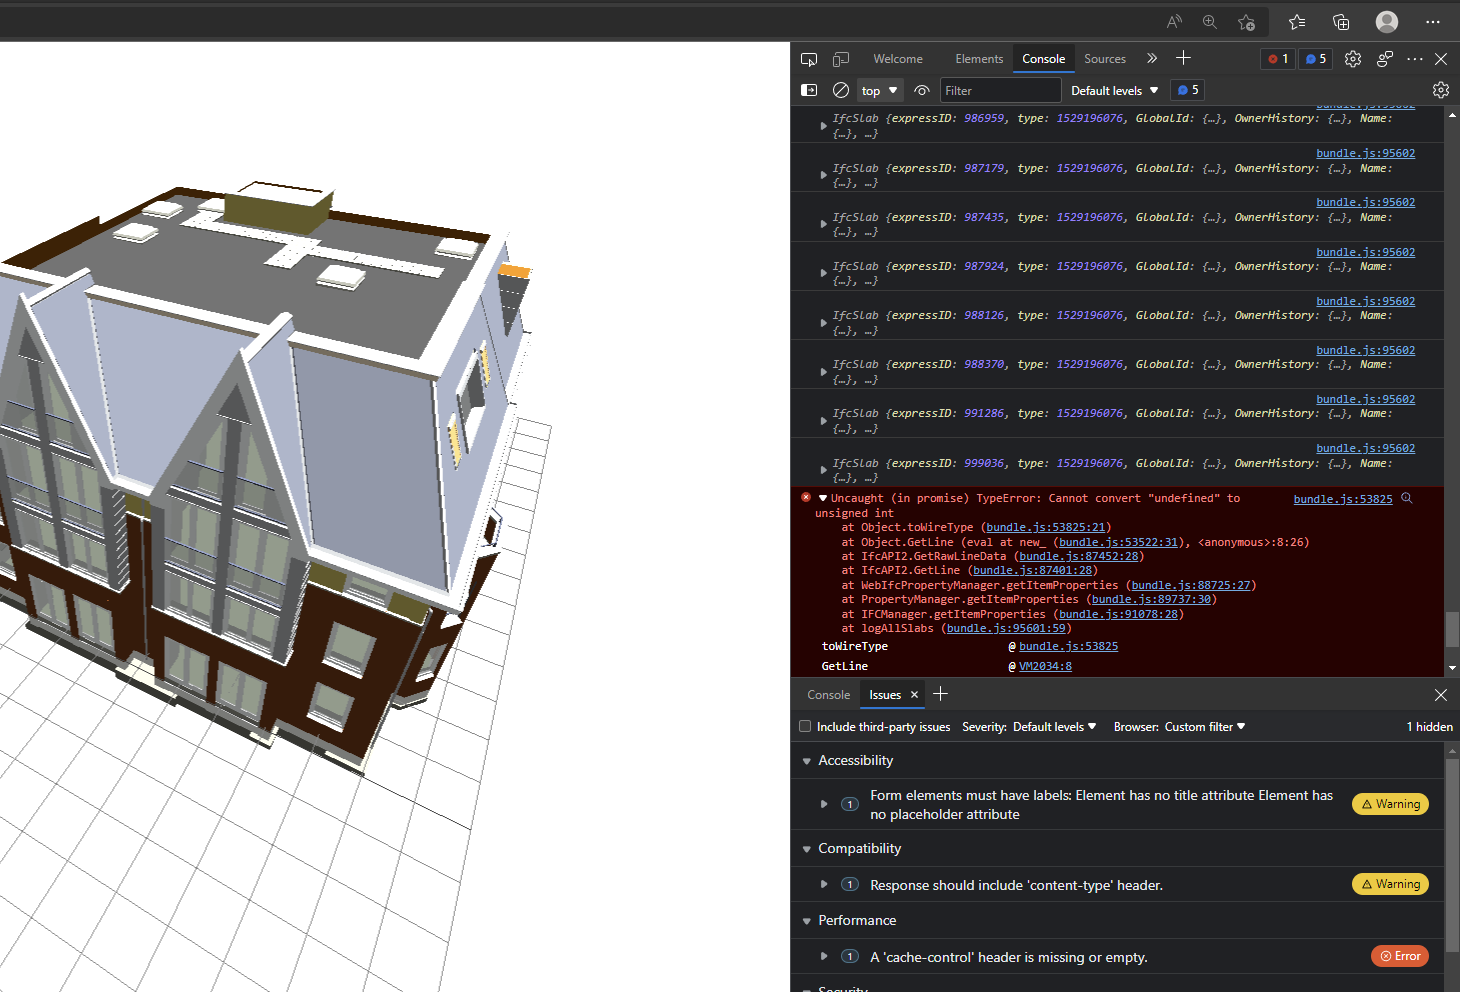 Welcome Elements Console Sources 1 5
top Filter Default levels 5
bundle.js:95602
IfcSlab {expressID: 986959, type: 1529196076, GlobalId: {…}, OwnerHistory: {…}, Name:
{…}, …}
bundle.js:95602
IfcSlab {expressID: 987179, type: 1529196076, GlobalId: {…}, OwnerHistory: {…}, Name:
{…}, …}
bundle.js:95602
IfcSlab {expressID: 987435, type: 1529196076, GlobalId: {…}, OwnerHistory: {…}, Name:
{…}, …}
bundle.js:95602
IfcSlab {expressID: 987924, type: 1529196076, GlobalId: {…}, OwnerHistory: {…}, Name:
{…}, …}
bundle.js:95602
IfcSlab {expressID: 988126, type: 1529196076, GlobalId: {…}, OwnerHistory: {…}, Name:
{…}, …}
bundle.js:95602
IfcSlab {expressID: 988370, type: 1529196076, GlobalId: {…}, OwnerHistory: {…}, Name:
{…}, …}
bundle.js:95602
IfcSlab {expressID: 991286, type: 1529196076, GlobalId: {…}, OwnerHistory: {…}, Name:
{…}, …}
bundle.js:95602
IfcSlab {expressID: 999036, type: 1529196076, GlobalId: {…}, OwnerHistory: {…}, Name:
{…}, …}
Uncaught (in promise) TypeError: Cannot convert "undefined" to bundle.js:53825
unsigned int
at Object.toWireType (bundle.js:53825:21)
at Object.GetLine (eval at new_ (bundle.js:53522:31), <anonymous>:8:26)
at IfcAPI2.GetRawLineData (bundle.js:87452:28)
at IfcAPI2.GetLine (bundle.js:87401:28)
at WebIfcPropertyManager.getItemProperties (bundle.js:88725:27)
at PropertyManager.getItemProperties (bundle.js:89737:30)
at IFCManager.getItemProperties (bundle.js:91078:28)
at logAllSlabs (bundle.js:95601:59)
toWireType @ bundle.js:53825
GetLine @ VM2034:8
Console Issues
Include third-party issues Severity: Default levels Browser: Custom filter 1 hidden
Accessibility
1 Form elements must have labels: Element has no title attribute Element has Warning
no placeholder attribute
Compatibility
1 Response should include 'content-type' header. Warning
Performance
1 A 'cache-control' header is missing or empty. Error
Security